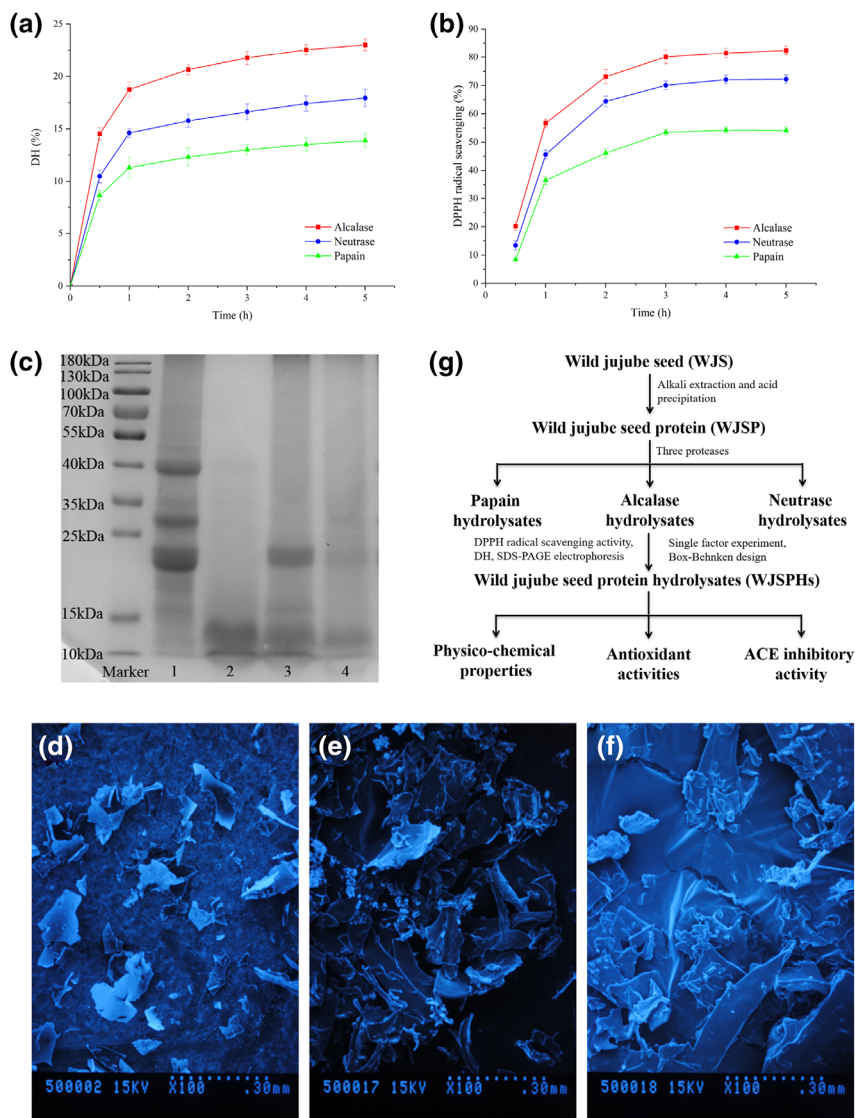 (a)
25
20
15
10
5
0
DH (%)
0 1 2 3 4 5
Time (h)
Alcalase
Neutrase
Papain
(b)
90
80
70
60
50
40
30
20
10
0
DPPH radical scavenging (%)
0 1 2 3 4 5
Time (h)
Alcalase
Neutrase
Papain
(c)
180kDa
130kDa
100kDa
70kDa
55kDa
40kDa
35kDa
25kDa
15kDa
10kDa
Marker 1 2 3 4
(g)
Wild jujube seed (WJS)
Alkali extraction and acid
precipitation
Wild jujube seed protein (WJSP)
Three proteases
Papain
hydrolysates
Alcalase
hydrolysates
Neutrase
hydrolysates
DPPH radical scavenging activity,
DH, SDS-PAGE electrophoresis
Single factor experiment,
Box-Behnken design
Wild jujube seed protein hydrolysates (WJSPHs)
Physico-chemical
properties
Antioxidant
activities
ACE inhibitory
activity
(d)
500002 15KV X100 .30mm
(e)
500017 15KV X100 .30mm
(f)
500018 15KV X100 .30mm